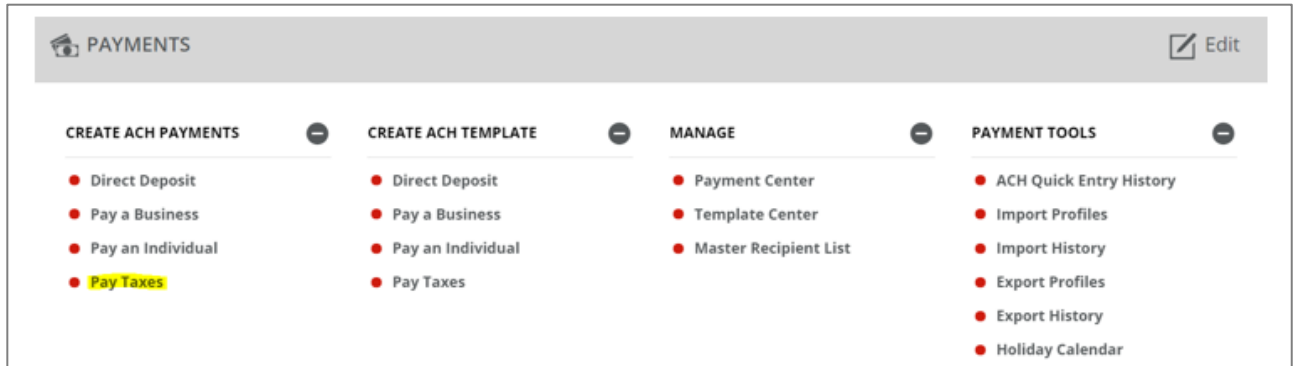 PAYMENTS
Edit
CREATE ACH PAYMENTS
Direct Deposit
Pay a Business
Pay an Individual
Pay Taxes
CREATE ACH TEMPLATE
Direct Deposit
Pay a Business
Pay an Individual
Pay Taxes
MANAGE
Payment Center
Template Center
Master Recipient List
PAYMENT TOOLS
ACH Quick Entry History
Import Profiles
Import History
Export Profiles
Export History
Holiday Calendar